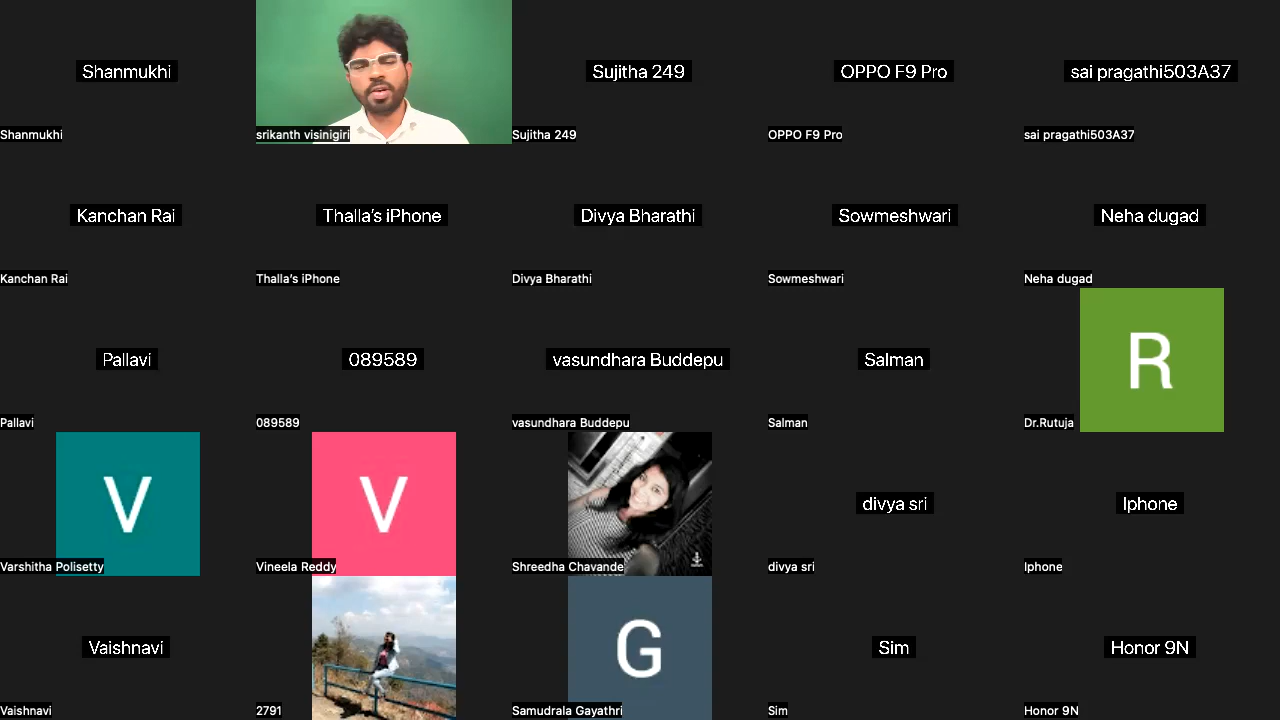 Shanmukhi
Sujitha 249
OPPO F9 Pro
sai pragathi503A37
Shanmukhi
srikanth visinigiri
Sujitha 249
OPPO F9 Pro
sai pragathi503A37
Kanchan Rai
Thalla's iPhone
Divya Bharathi
Sowmeshwari
Neha dugad
Kanchan Rai
Thalla's iPhone
Divya Bharathi
Sowmeshwari
Neha dugad
Pallavi
089589
vasundhara Buddepu
Salman
R
Pallavi
089589
vasundhara Buddepu
Salman
Dr.Rutuja
V
V
divya sri
Iphone
Varshitha Polisetty
Vineela Reddy
Shreedha Chavande
divya sri
Iphone
Vaishnavi
G
Sim
Honor 9N
Vaishnavi
2791
Samudrala Gayathri
Sim
Honor 9N